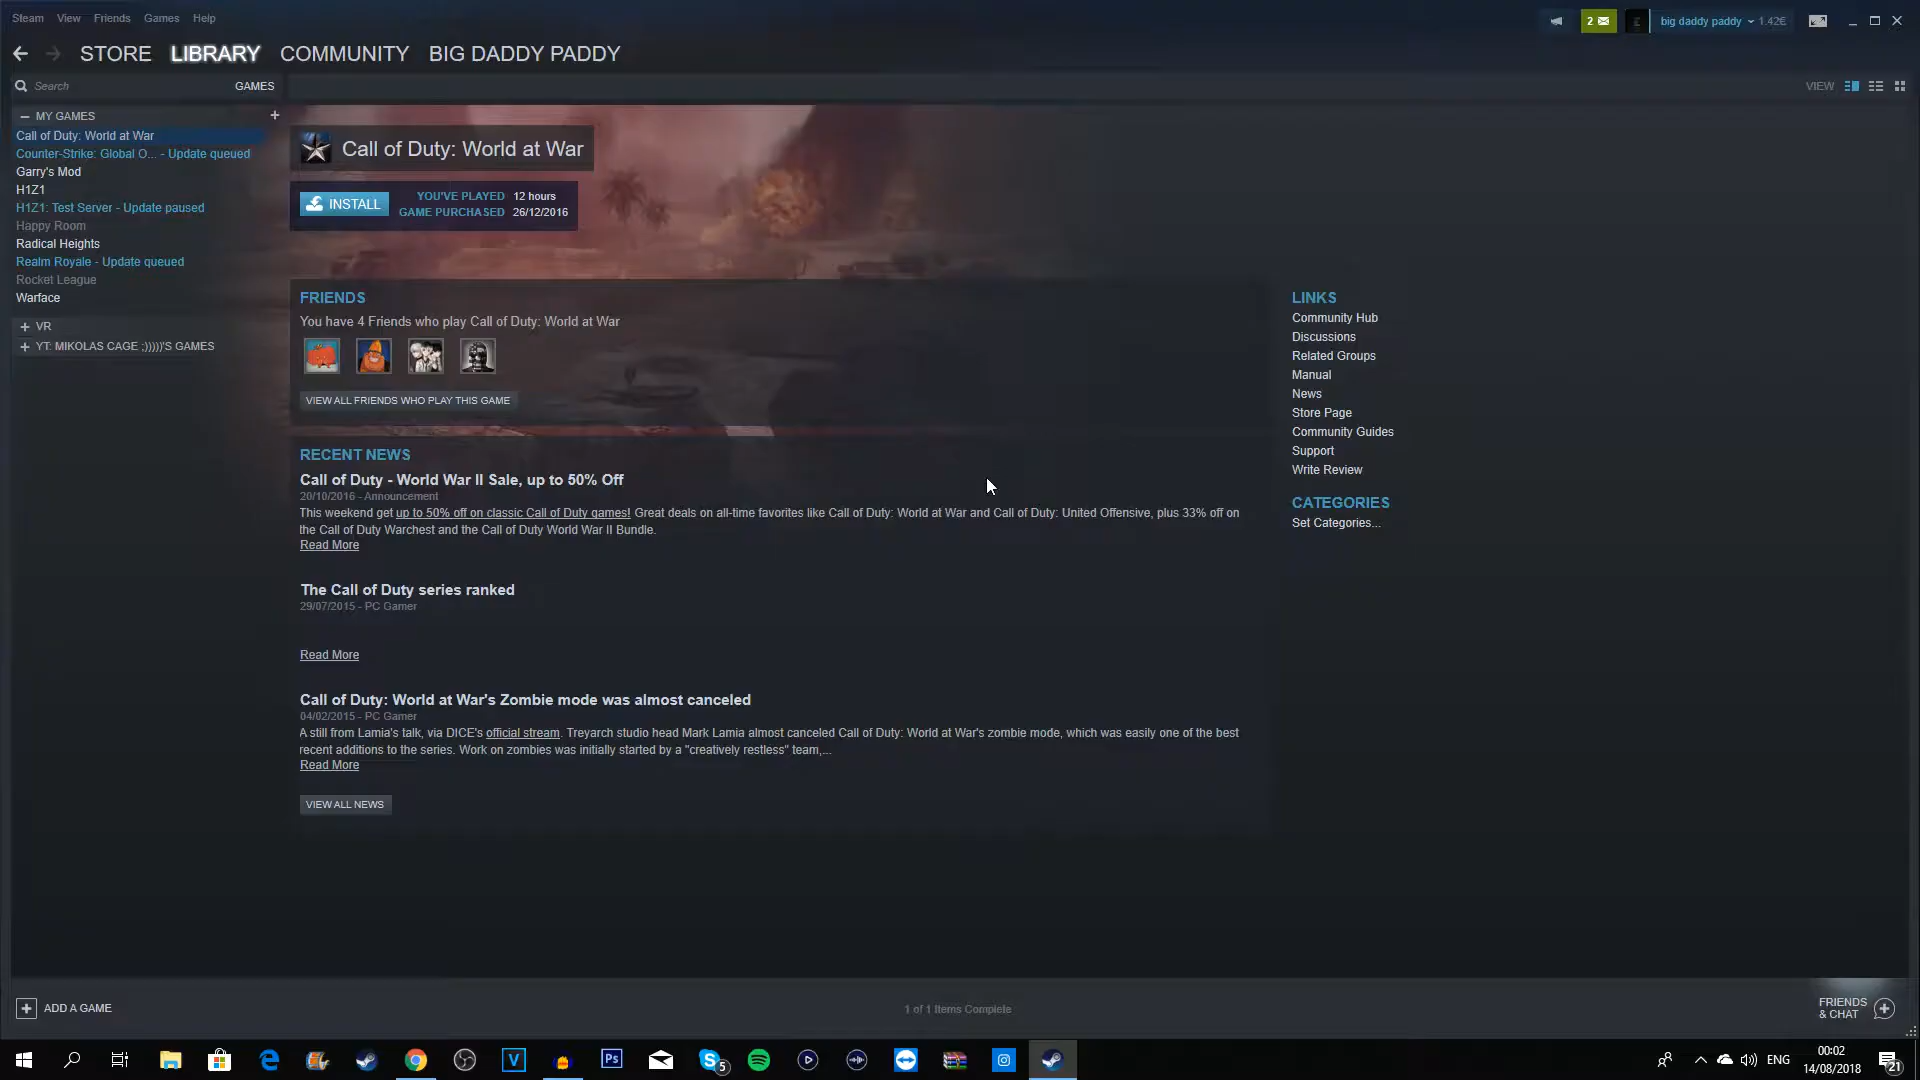 Steam View Friends Games Help
2
big daddy paddy 1.42€
STORE LIBRARY COMMUNITY BIG DADDY PADDY
Search GAMES
VIEW
MY GAMES
Call of Duty: World at War
Counter-Strike: Global O... - Update queued
Garry's Mod
H1Z1
H1Z1: Test Server - Update paused
Happy Room
Radical Heights
Realm Royale - Update queued
Rocket League
Warface
VR
YT: MIKOLAS CAGE ;)))))'S GAMES
Call of Duty: World at War
INSTALL
YOU'VE PLAYED 12 hours
GAME PURCHASED 26/12/2016
FRIENDS
You have 4 Friends who play Call of Duty: World at War
VIEW ALL FRIENDS WHO PLAY THIS GAME
RECENT NEWS
Call of Duty - World War II Sale, up to 50% Off
20/10/2016 - Announcement
This weekend get up to 50% off on classic Call of Duty games! Great deals on all-time favorites like Call of Duty: World at War and Call of Duty: United Offensive, plus 33% off on
the Call of Duty Warchest and the Call of Duty World War II Bundle.
Read More
The Call of Duty series ranked
29/07/2015 - PC Gamer
Read More
Call of Duty: World at War's Zombie mode was almost canceled
04/02/2015 - PC Gamer
A still from Lamia's talk, via DICE's official stream. Treyarch studio head Mark Lamia almost canceled Call of Duty: World at War's zombie mode, which was easily one of the best
recent additions to the series. Work on zombies was initially started by a "creatively restless" team,...
Read More
VIEW ALL NEWS
LINKS
Community Hub
Discussions
Related Groups
Manual
News
Store Page
Community Guides
Support
Write Review
CATEGORIES
Set Categories...
ADD A GAME
1 of 1 Items Complete
FRIENDS
& CHAT
V
Ps
5
ENG
00:02
14/08/2018
21